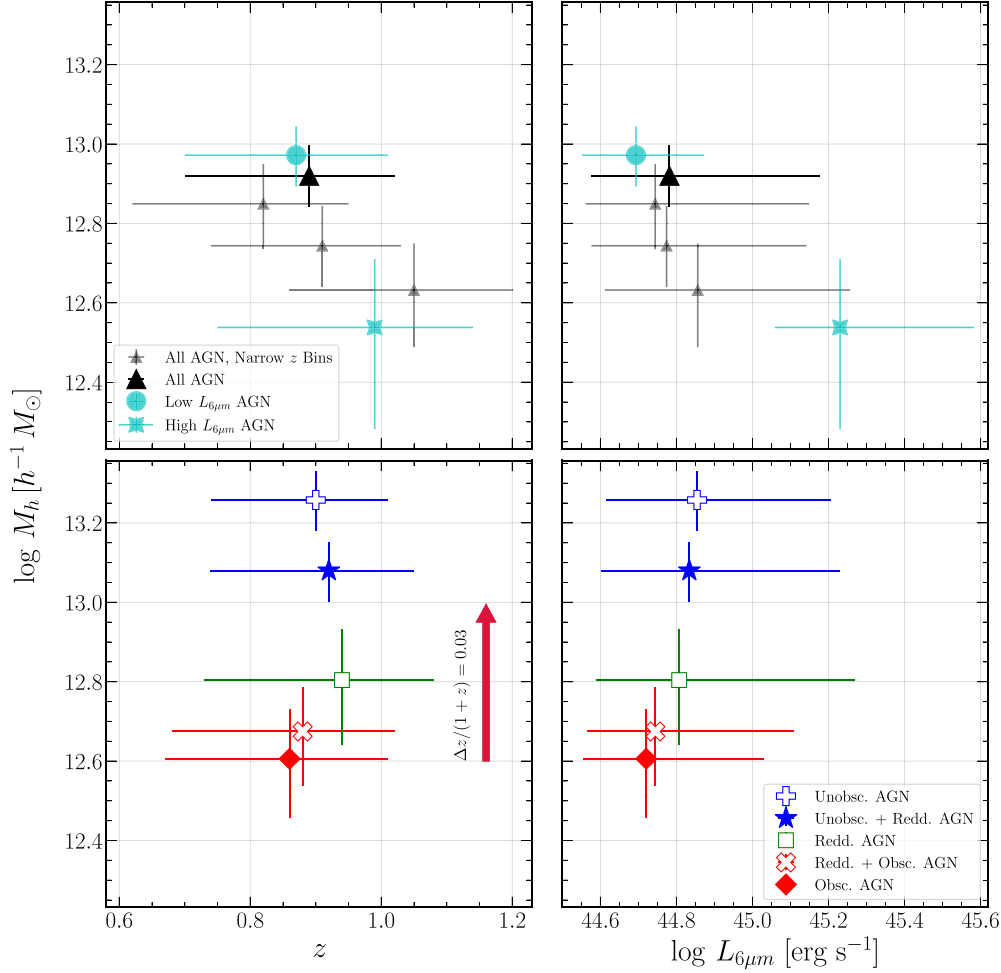 13.2
13.0
12.8
12.6
12.4
All AGN, Narrow z Bins
All AGN
Low L₆μm AGN
High L₆μm AGN
log M_h [h⁻¹ M_⊙]
13.2
13.0
12.8
12.6
12.4
Δz/(1 + z) = 0.03
Unobsc. AGN
Unobsc. + Redd. AGN
Redd. AGN
Redd. + Obsc. AGN
Obsc. AGN
0.6 0.8 1.0 1.2
44.6 44.8 45.0 45.2 45.4 45.6
z
log L₆μm [erg s⁻¹]